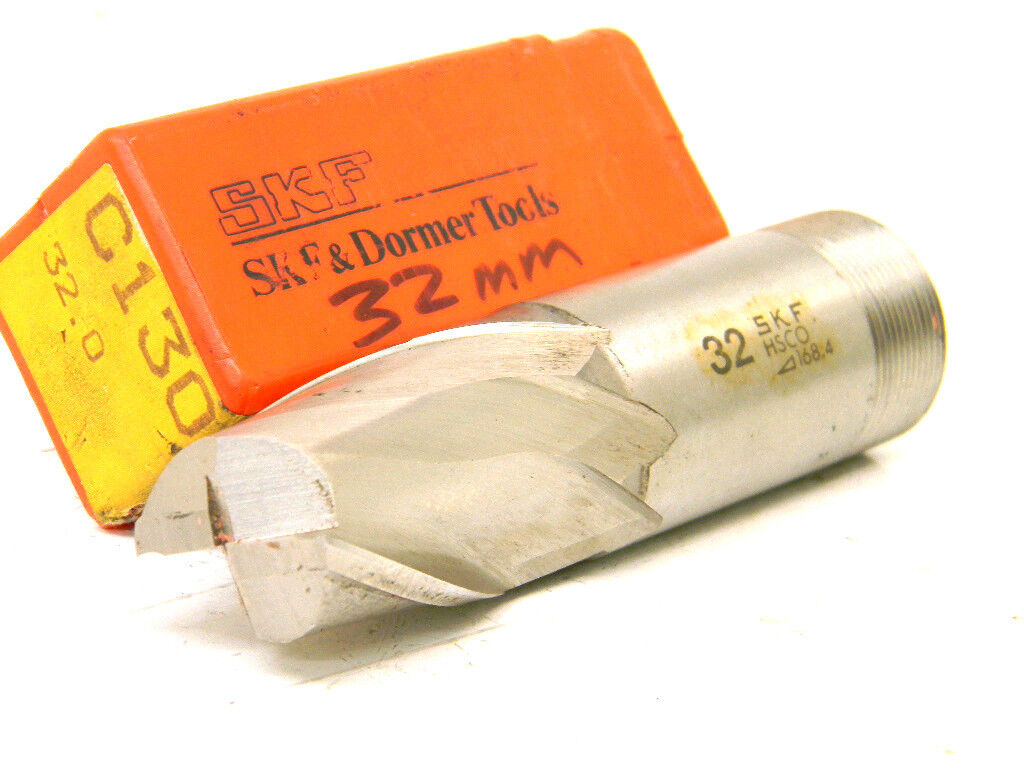 SKF
SKF & Dormer Tools
32 mm
C130
32.0
32
SKF
HSCO
⊿168.4